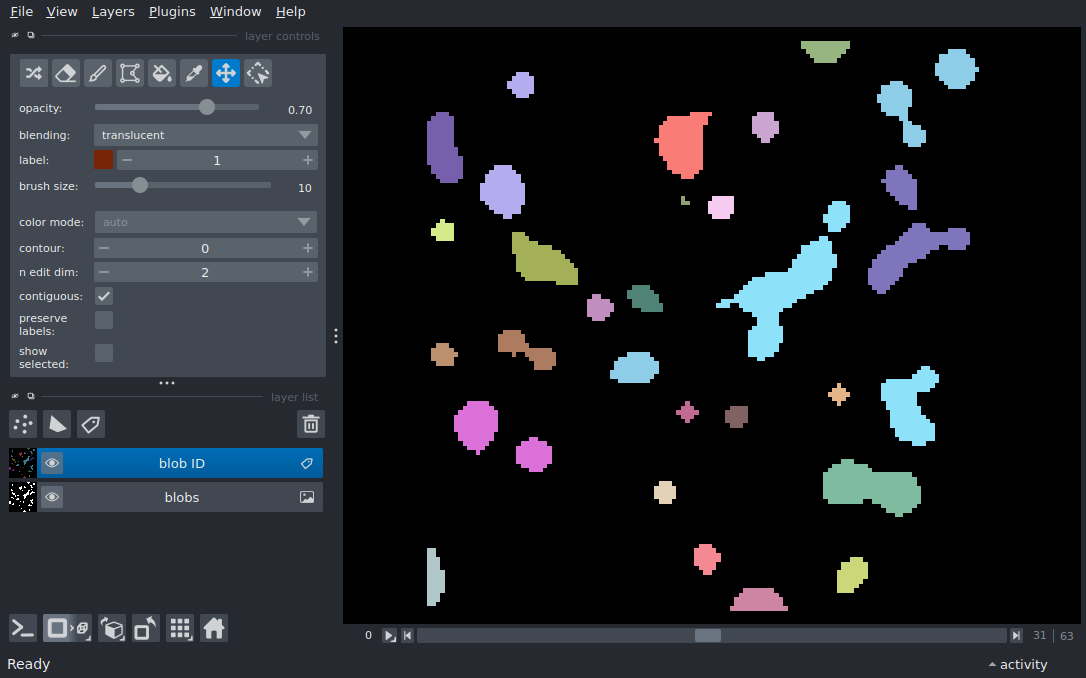 File View Layers Plugins Window Help
layer controls
opacity: 0.70
blending: translucent
label: 1
brush size: 10
color mode: auto
contour: 0
n edit dim: 2
contiguous:
preserve
labels:
show
selected:
layer list
blob ID
blobs
0 31 | 63
Ready activity